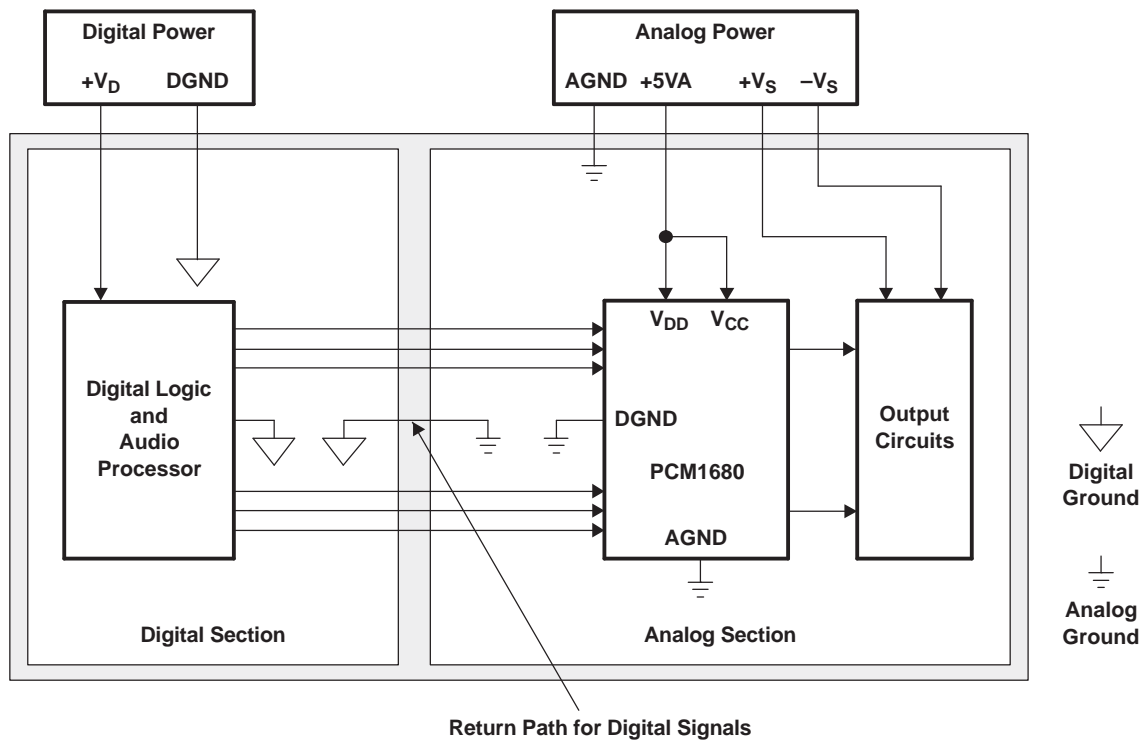 Digital Power
+VD DGND
Analog Power
AGND +5VA +VS –VS
VDD VCC
Digital Logic
and
Audio
Processor
DGND
PCM1680
AGND
Output
Circuits
Digital
Ground
Analog
Ground
Digital Section
Analog Section
Return Path for Digital Signals